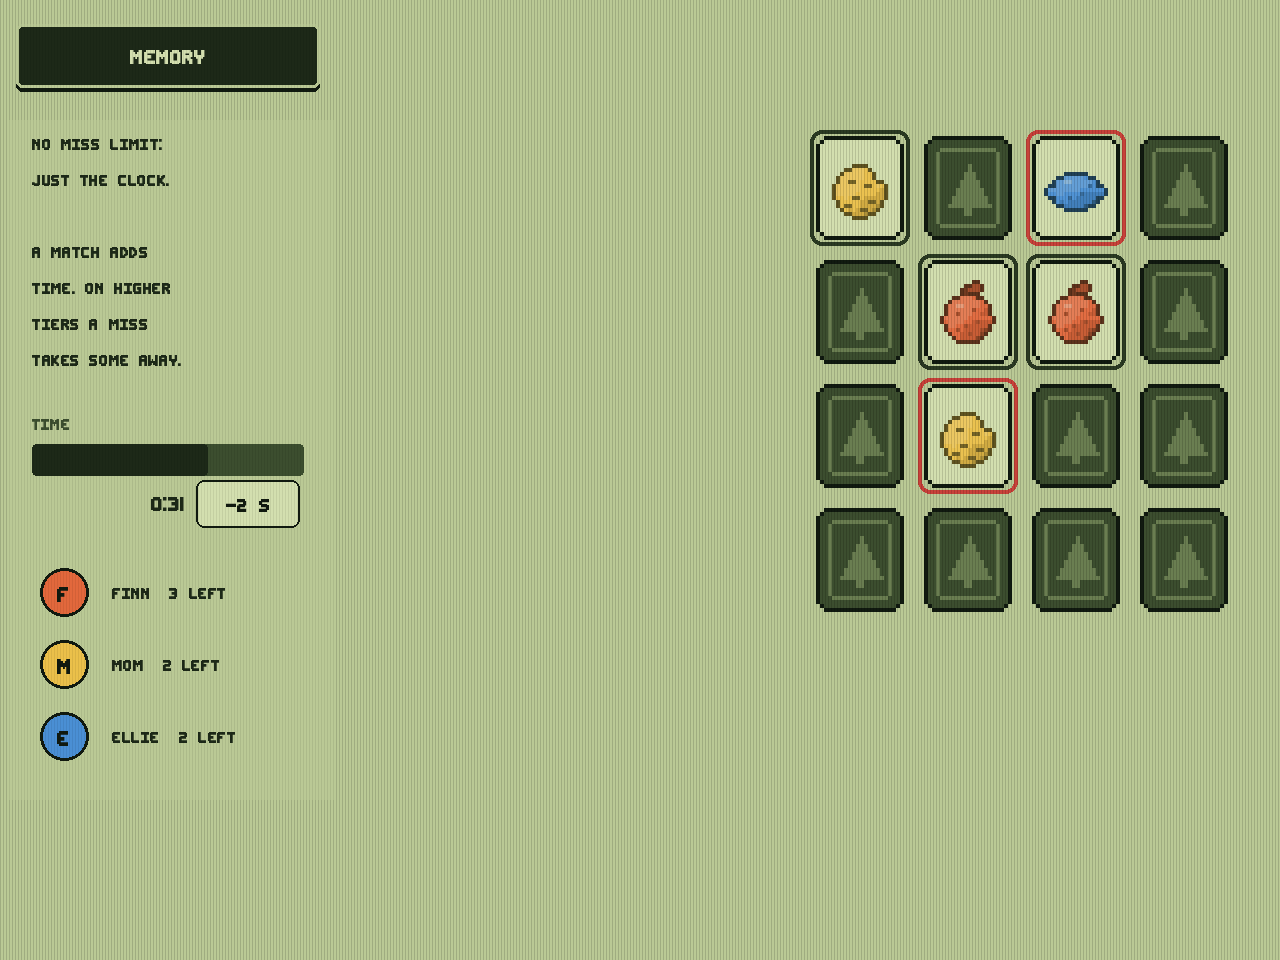 MEMORY
NO MISS LIMIT:
JUST THE CLOCK.
A MATCH ADDS
TIME. ON HIGHER
TIERS A MISS
TAKES SOME AWAY.
TIME
0:31
-2 S
F FINN 3 LEFT
M MOM 2 LEFT
E ELLIE 2 LEFT